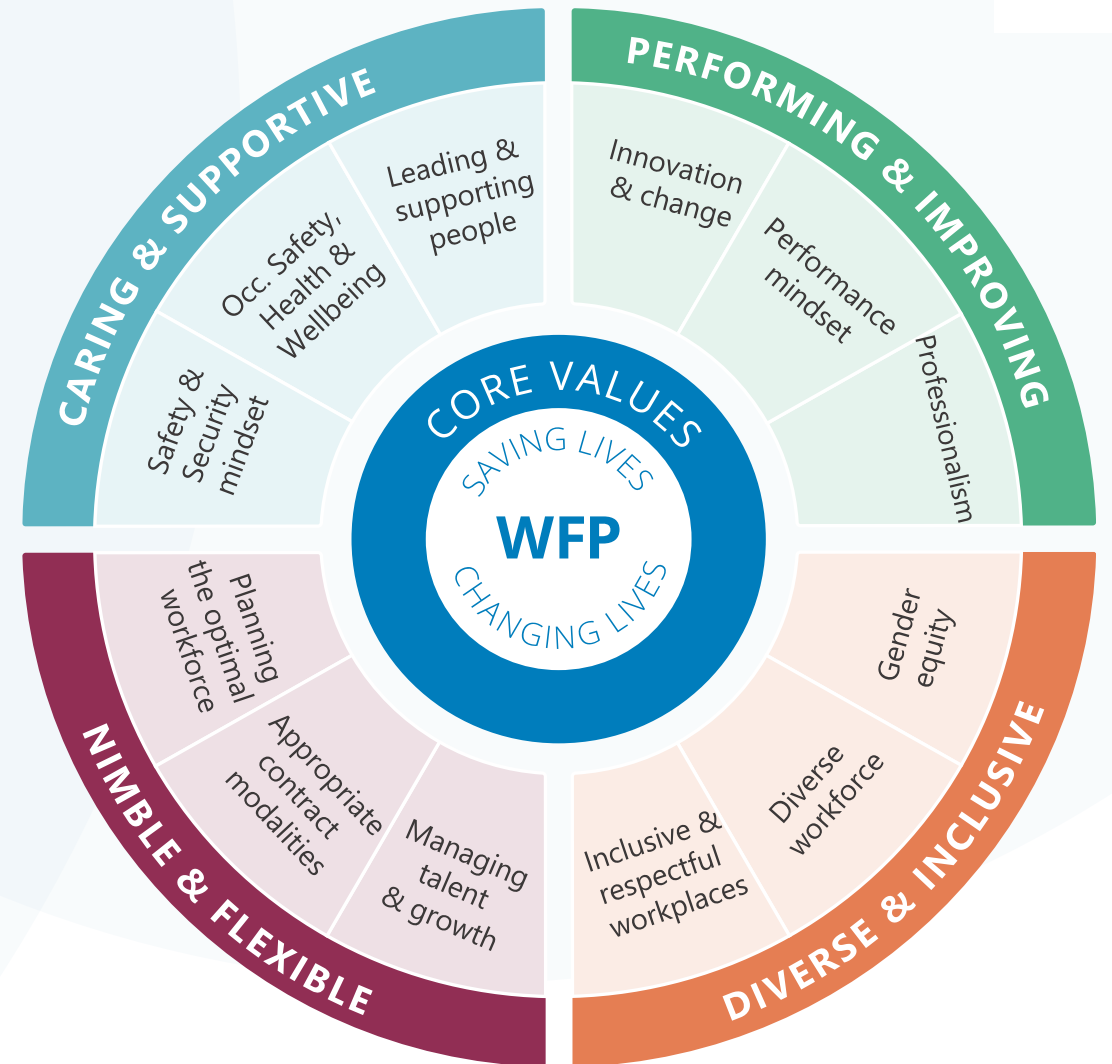 CARING & SUPPORTIVE
Safety &
Security
mindset
Occ. Safety,
Health &
Wellbeing
Leading &
supporting
people
PERFORMING & IMPROVING
Innovation
& change
Performance
mindset
Professionalism
CORE VALUES
SAVING LIVES
WFP
CHANGING LIVES
NIMBLE & FLEXIBLE
Planning
the optimal
workforce
Appropriate
contract
modalities
Managing
talent
& growth
DIVERSE & INCLUSIVE
Gender
equity
Diverse
workforce
Inclusive &
respectful
workplaces